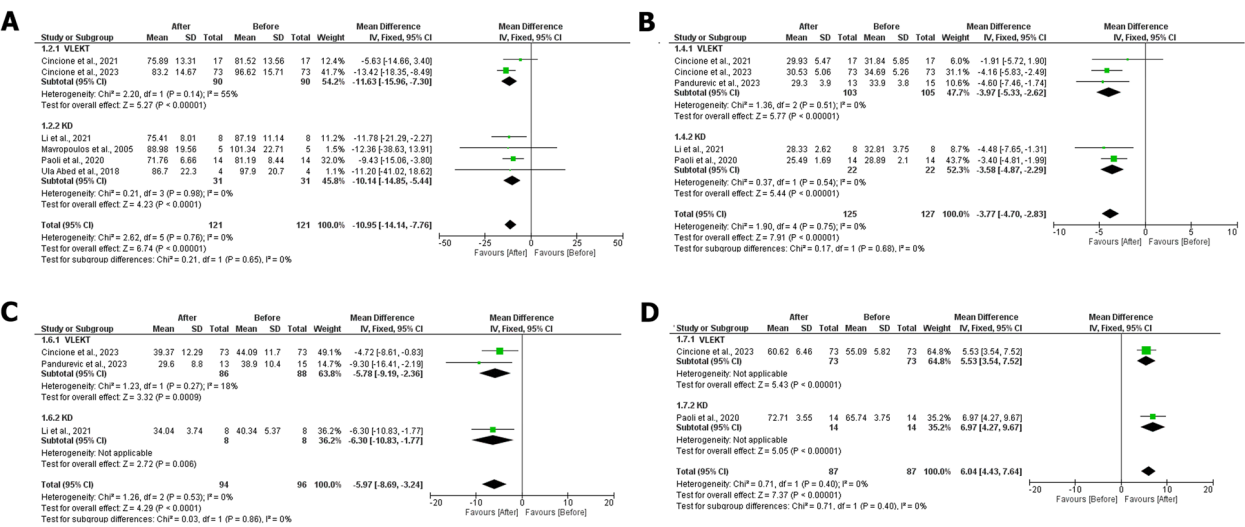 A
After Before Mean Difference Mean Difference
Study or Subgroup Mean SD Total Mean SD Total Weight IV, Fixed, 95% CI IV, Fixed, 95% CI
1.2.1 VLEKT
Cincione et al., 2021 75.89 13.31 17 81.52 13.56 17 12.4% -5.63 [-14.66, 3.40]
Cincione et al., 2023 83.2 14.67 73 96.62 15.71 73 41.7% -13.42 [-18.35, -8.49]
Subtotal (95% CI) 90 90 54.2% -11.63 [-15.96, -7.30]
Heterogeneity: Chi² = 2.20, df = 1 (P = 0.14); I² = 55%
Test for overall effect: Z = 5.27 (P < 0.00001)
1.2.2 KD
Li et al., 2021 75.41 8.01 8 87.19 11.14 8 11.2% -11.78 [-21.29, -2.27]
Mavropoulos et al., 2005 88.98 19.56 5 101.34 22.71 5 1.5% -12.36 [-38.63, 13.91]
Paoli et al., 2020 71.76 6.66 14 81.19 8.44 14 32.0% -9.43 [-15.06, -3.80]
Ula Abed et al., 2018 86.7 22.3 4 97.9 20.7 4 1.1% -11.20 [-41.02, 18.62]
Subtotal (95% CI) 31 31 45.8% -10.14 [-14.85, -5.44]
Heterogeneity: Chi² = 0.21, df = 3 (P = 0.98); I² = 0%
Test for overall effect: Z = 4.23 (P < 0.0001)
Total (95% CI) 121 121 100.0% -10.95 [-14.14, -7.76]
Heterogeneity: Chi² = 2.62, df = 5 (P = 0.76); I² = 0%
Test for overall effect: Z = 6.74 (P < 0.00001)
Test for subgroup differences: Chi² = 0.21, df = 1 (P = 0.65), I² = 0%
-50 -25 0 25 50
Favours [After] Favours [Before]
B
After Before Mean Difference Mean Difference
Study or Subgroup Mean SD Total Mean SD Total Weight IV, Fixed, 95% CI IV, Fixed, 95% CI
1.4.1 VLEKT
Cincione et al., 2021 29.93 5.47 17 31.84 5.85 17 6.0% -1.91 [-5.72, 1.90]
Cincione et al., 2023 30.53 5.06 73 34.69 5.26 73 31.1% -4.16 [-5.83, -2.49]
Pandurevic et al., 2023 29.3 3.9 13 33.9 3.8 15 10.6% -4.60 [-7.46, -1.74]
Subtotal (95% CI) 103 105 47.7% -3.97 [-5.33, -2.62]
Heterogeneity: Chi² = 1.36, df = 2 (P = 0.51); I² = 0%
Test for overall effect: Z = 5.77 (P < 0.00001)
1.4.2 KD
Li et al., 2021 28.33 2.62 8 32.81 3.75 8 8.7% -4.48 [-7.65, -1.31]
Paoli et al., 2020 25.49 1.69 14 28.89 2.1 14 43.7% -3.40 [-4.81, -1.99]
Subtotal (95% CI) 22 22 52.3% -3.58 [-4.87, -2.29]
Heterogeneity: Chi² = 0.37, df = 1 (P = 0.54); I² = 0%
Test for overall effect: Z = 5.44 (P < 0.00001)
Total (95% CI) 125 127 100.0% -3.77 [-4.70, -2.83]
Heterogeneity: Chi² = 1.90, df = 4 (P = 0.75); I² = 0%
Test for overall effect: Z = 7.91 (P < 0.00001)
Test for subgroup differences: Chi² = 0.17, df = 1 (P = 0.68), I² = 0%
-10 -5 0 5 10
Favours [After] Favours [Before]
C
After Before Mean Difference Mean Difference
Study or Subgroup Mean SD Total Mean SD Total Weight IV, Fixed, 95% CI IV, Fixed, 95% CI
1.6.1 VLEKT
Cincione et al., 2023 39.37 12.29 73 44.09 11.7 73 49.1% -4.72 [-8.61, -0.83]
Pandurevic et al., 2023 29.6 8.8 13 38.9 10.4 15 14.7% -9.30 [-16.41, -2.19]
Subtotal (95% CI) 86 88 63.8% -5.78 [-9.19, -2.36]
Heterogeneity: Chi² = 1.23, df = 1 (P = 0.27); I² = 18%
Test for overall effect: Z = 3.32 (P = 0.0009)
1.6.2 KD
Li et al., 2021 34.04 3.74 8 40.34 5.37 8 36.2% -6.30 [-10.83, -1.77]
Subtotal (95% CI) 8 8 36.2% -6.30 [-10.83, -1.77]
Heterogeneity: Not applicable
Test for overall effect: Z = 2.72 (P = 0.006)
Total (95% CI) 94 96 100.0% -5.97 [-8.69, -3.24]
Heterogeneity: Chi² = 1.26, df = 2 (P = 0.53); I² = 0%
Test for overall effect: Z = 4.29 (P < 0.0001)
Test for subgroup differences: Chi² = 0.03, df = 1 (P = 0.86), I² = 0%
-20 -10 0 10 20
Favours [After] Favours [Before]
D
After Before Mean Difference Mean Difference
Study or Subgroup Mean SD Total Mean SD Total Weight IV, Fixed, 95% CI IV, Fixed, 95% CI
1.7.1 VLEKT
Cincione et al., 2023 60.62 6.46 73 55.09 5.82 73 64.8% 5.53 [3.54, 7.52]
Subtotal (95% CI) 73 73 64.8% 5.53 [3.54, 7.52]
Heterogeneity: Not applicable
Test for overall effect: Z = 5.43 (P < 0.00001)
1.7.2 KD
Paoli et al., 2020 72.71 3.55 14 65.74 3.75 14 35.2% 6.97 [4.27, 9.67]
Subtotal (95% CI) 14 14 35.2% 6.97 [4.27, 9.67]
Heterogeneity: Not applicable
Test for overall effect: Z = 5.05 (P < 0.00001)
Total (95% CI) 87 87 100.0% 6.04 [4.43, 7.64]
Heterogeneity: Chi² = 0.71, df = 1 (P = 0.40); I² = 0%
Test for overall effect: Z = 7.37 (P < 0.00001)
Test for subgroup differences: Chi² = 0.71, df = 1 (P = 0.40), I² = 0%
-20 -10 0 10 20
Favours [Before] Favours [After]